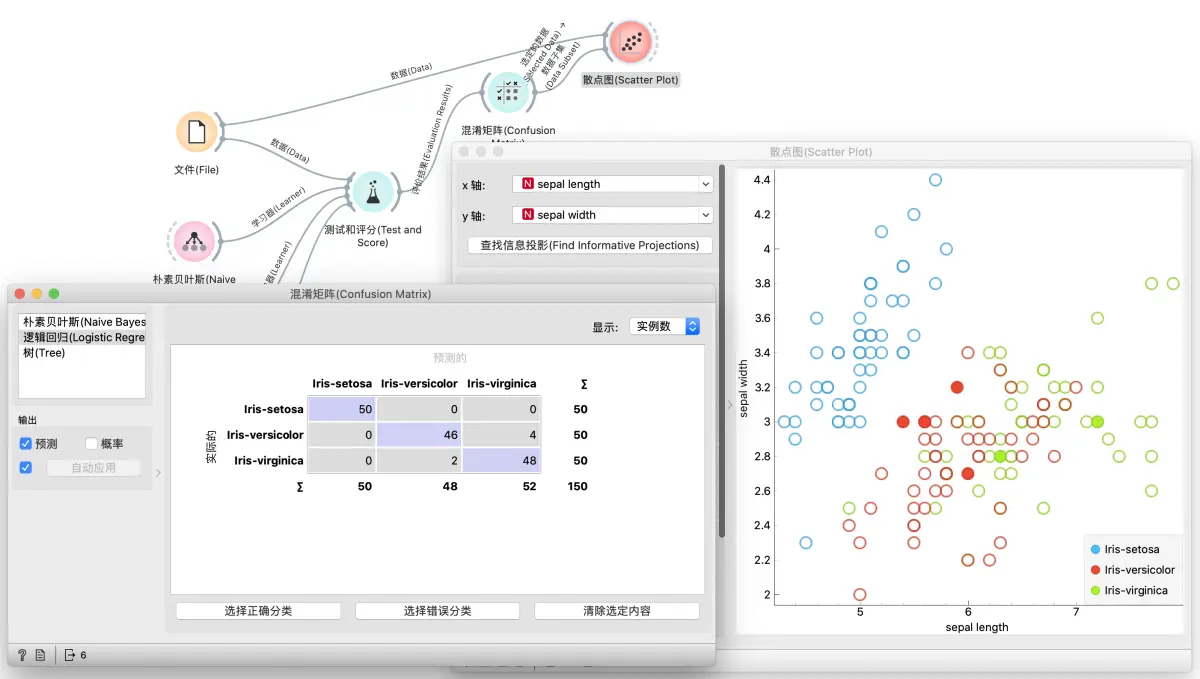 选定的数据 →
(Selected Data)
数据子集
(Data Subset)
散点图(Scatter Plot)
数据(Data)
文件(File)
数据(Data)
评价结果(Evaluation Results)
混淆矩阵(Confusion
学习器(Learner)
测试和评分(Test and
Score)
朴素贝叶斯(Naive
器(Learner)
散点图(Scatter Plot)
x 轴:
N sepal length
y 轴:
N sepal width
查找信息投影(Find Informative Projections)
4.4
4.2
4
3.8
3.6
3.4
3.2
3
2.8
2.6
2.4
2.2
2
sepal width
5
6
7
sepal length
Iris-setosa
Iris-versicolor
Iris-virginica
混淆矩阵(Confusion Matrix)
朴素贝叶斯(Naive Bayes
逻辑回归(Logistic Regre
树(Tree)
输出
预测
概率
自动应用
显示:
实例数
预测的
Iris-setosa Iris-versicolor Iris-virginica Σ
实际的
Iris-setosa 50 0 0 50
Iris-versicolor 0 46 4 50
Iris-virginica 0 2 48 50
Σ 50 48 52 150
选择正确分类
选择错误分类
清除选定内容
? 6